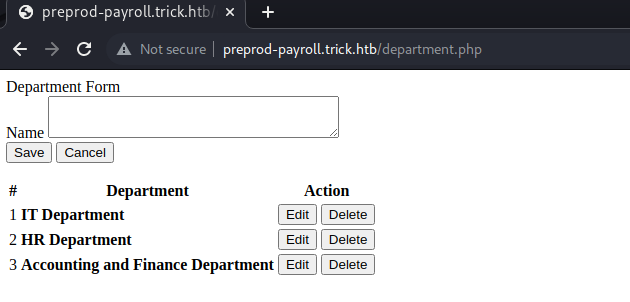 preprod-payroll.trick.htb/
Not secure preprod-payroll.trick.htb/department.php
Department Form
Name
Save Cancel
# Department Action
1 IT Department Edit Delete
2 HR Department Edit Delete
3 Accounting and Finance Department Edit Delete